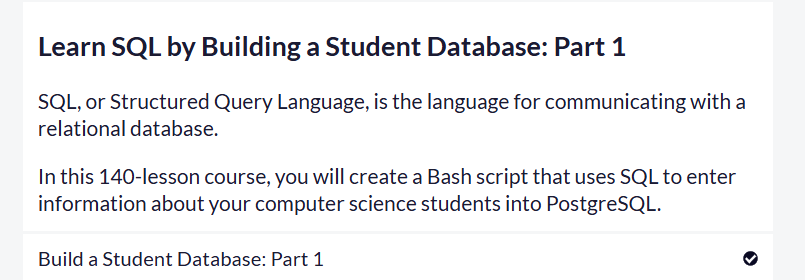 Learn SQL by Building a Student Database: Part 1
SQL, or Structured Query Language, is the language for communicating with a
relational database.
In this 140-lesson course, you will create a Bash script that uses SQL to enter
information about your computer science students into PostgreSQL.
Build a Student Database: Part 1